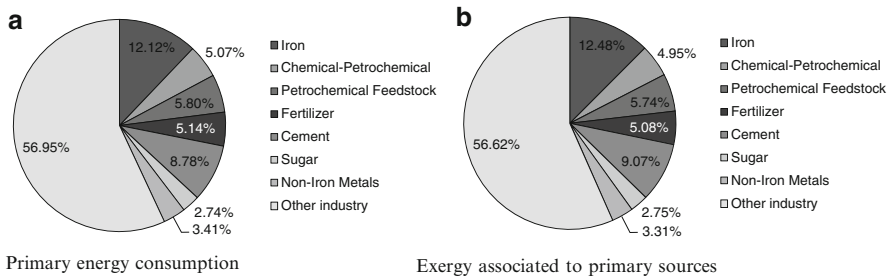 a
12.12%
5.07%
5.80%
5.14%
8.78%
2.74%
3.41%
56.95%
Iron
Chemical-Petrochemical
Petrochemical Feedstock
Fertilizer
Cement
Sugar
Non-Iron Metals
Other industry
Primary energy consumption
b
12.48%
4.95%
5.74%
5.08%
9.07%
2.75%
3.31%
56.62%
Iron
Chemical-Petrochemical
Petrochemical Feedstock
Fertilizer
Cement
Sugar
Non-Iron Metals
Other industry
Exergy associated to primary sources